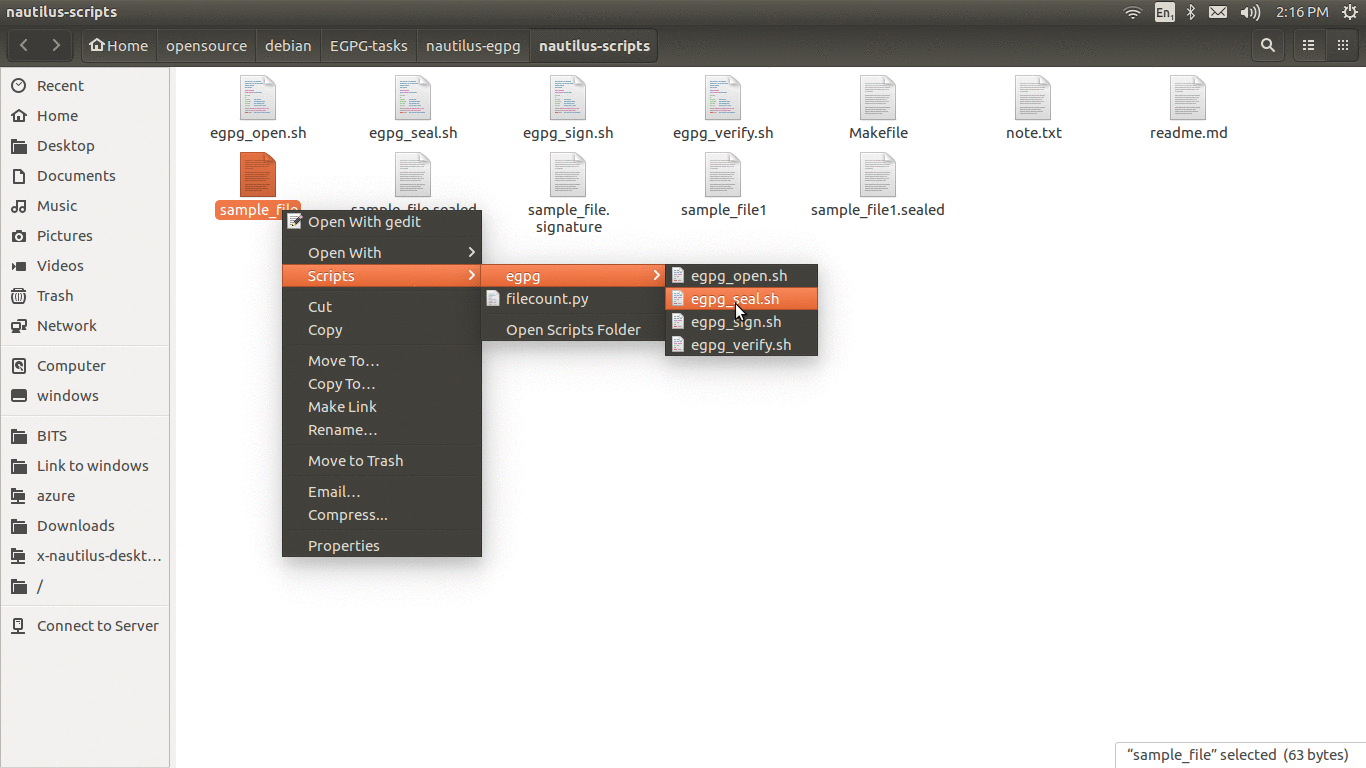 nautilus-scripts
En1
2:16 PM
Home
opensource
debian
EGPG-tasks
nautilus-egpg
nautilus-scripts
Recent
Home
Desktop
Documents
Music
Pictures
Videos
Trash
Network
Computer
windows
BITS
Link to windows
azure
Downloads
x-nautilus-deskt…
/
Connect to Server
egpg_open.sh
egpg_seal.sh
egpg_sign.sh
egpg_verify.sh
Makefile
note.txt
readme.md
sample_file
sample_file.sealed
sample_file.
signature
sample_file1
sample_file1.sealed
Open With gedit
Open With
Scripts
Cut
Copy
Move To…
Copy To…
Make Link
Rename…
Move to Trash
Email…
Compress...
Properties
egpg
filecount.py
Open Scripts Folder
egpg_open.sh
egpg_seal.sh
egpg_sign.sh
egpg_verify.sh
“sample_file” selected (63 bytes)